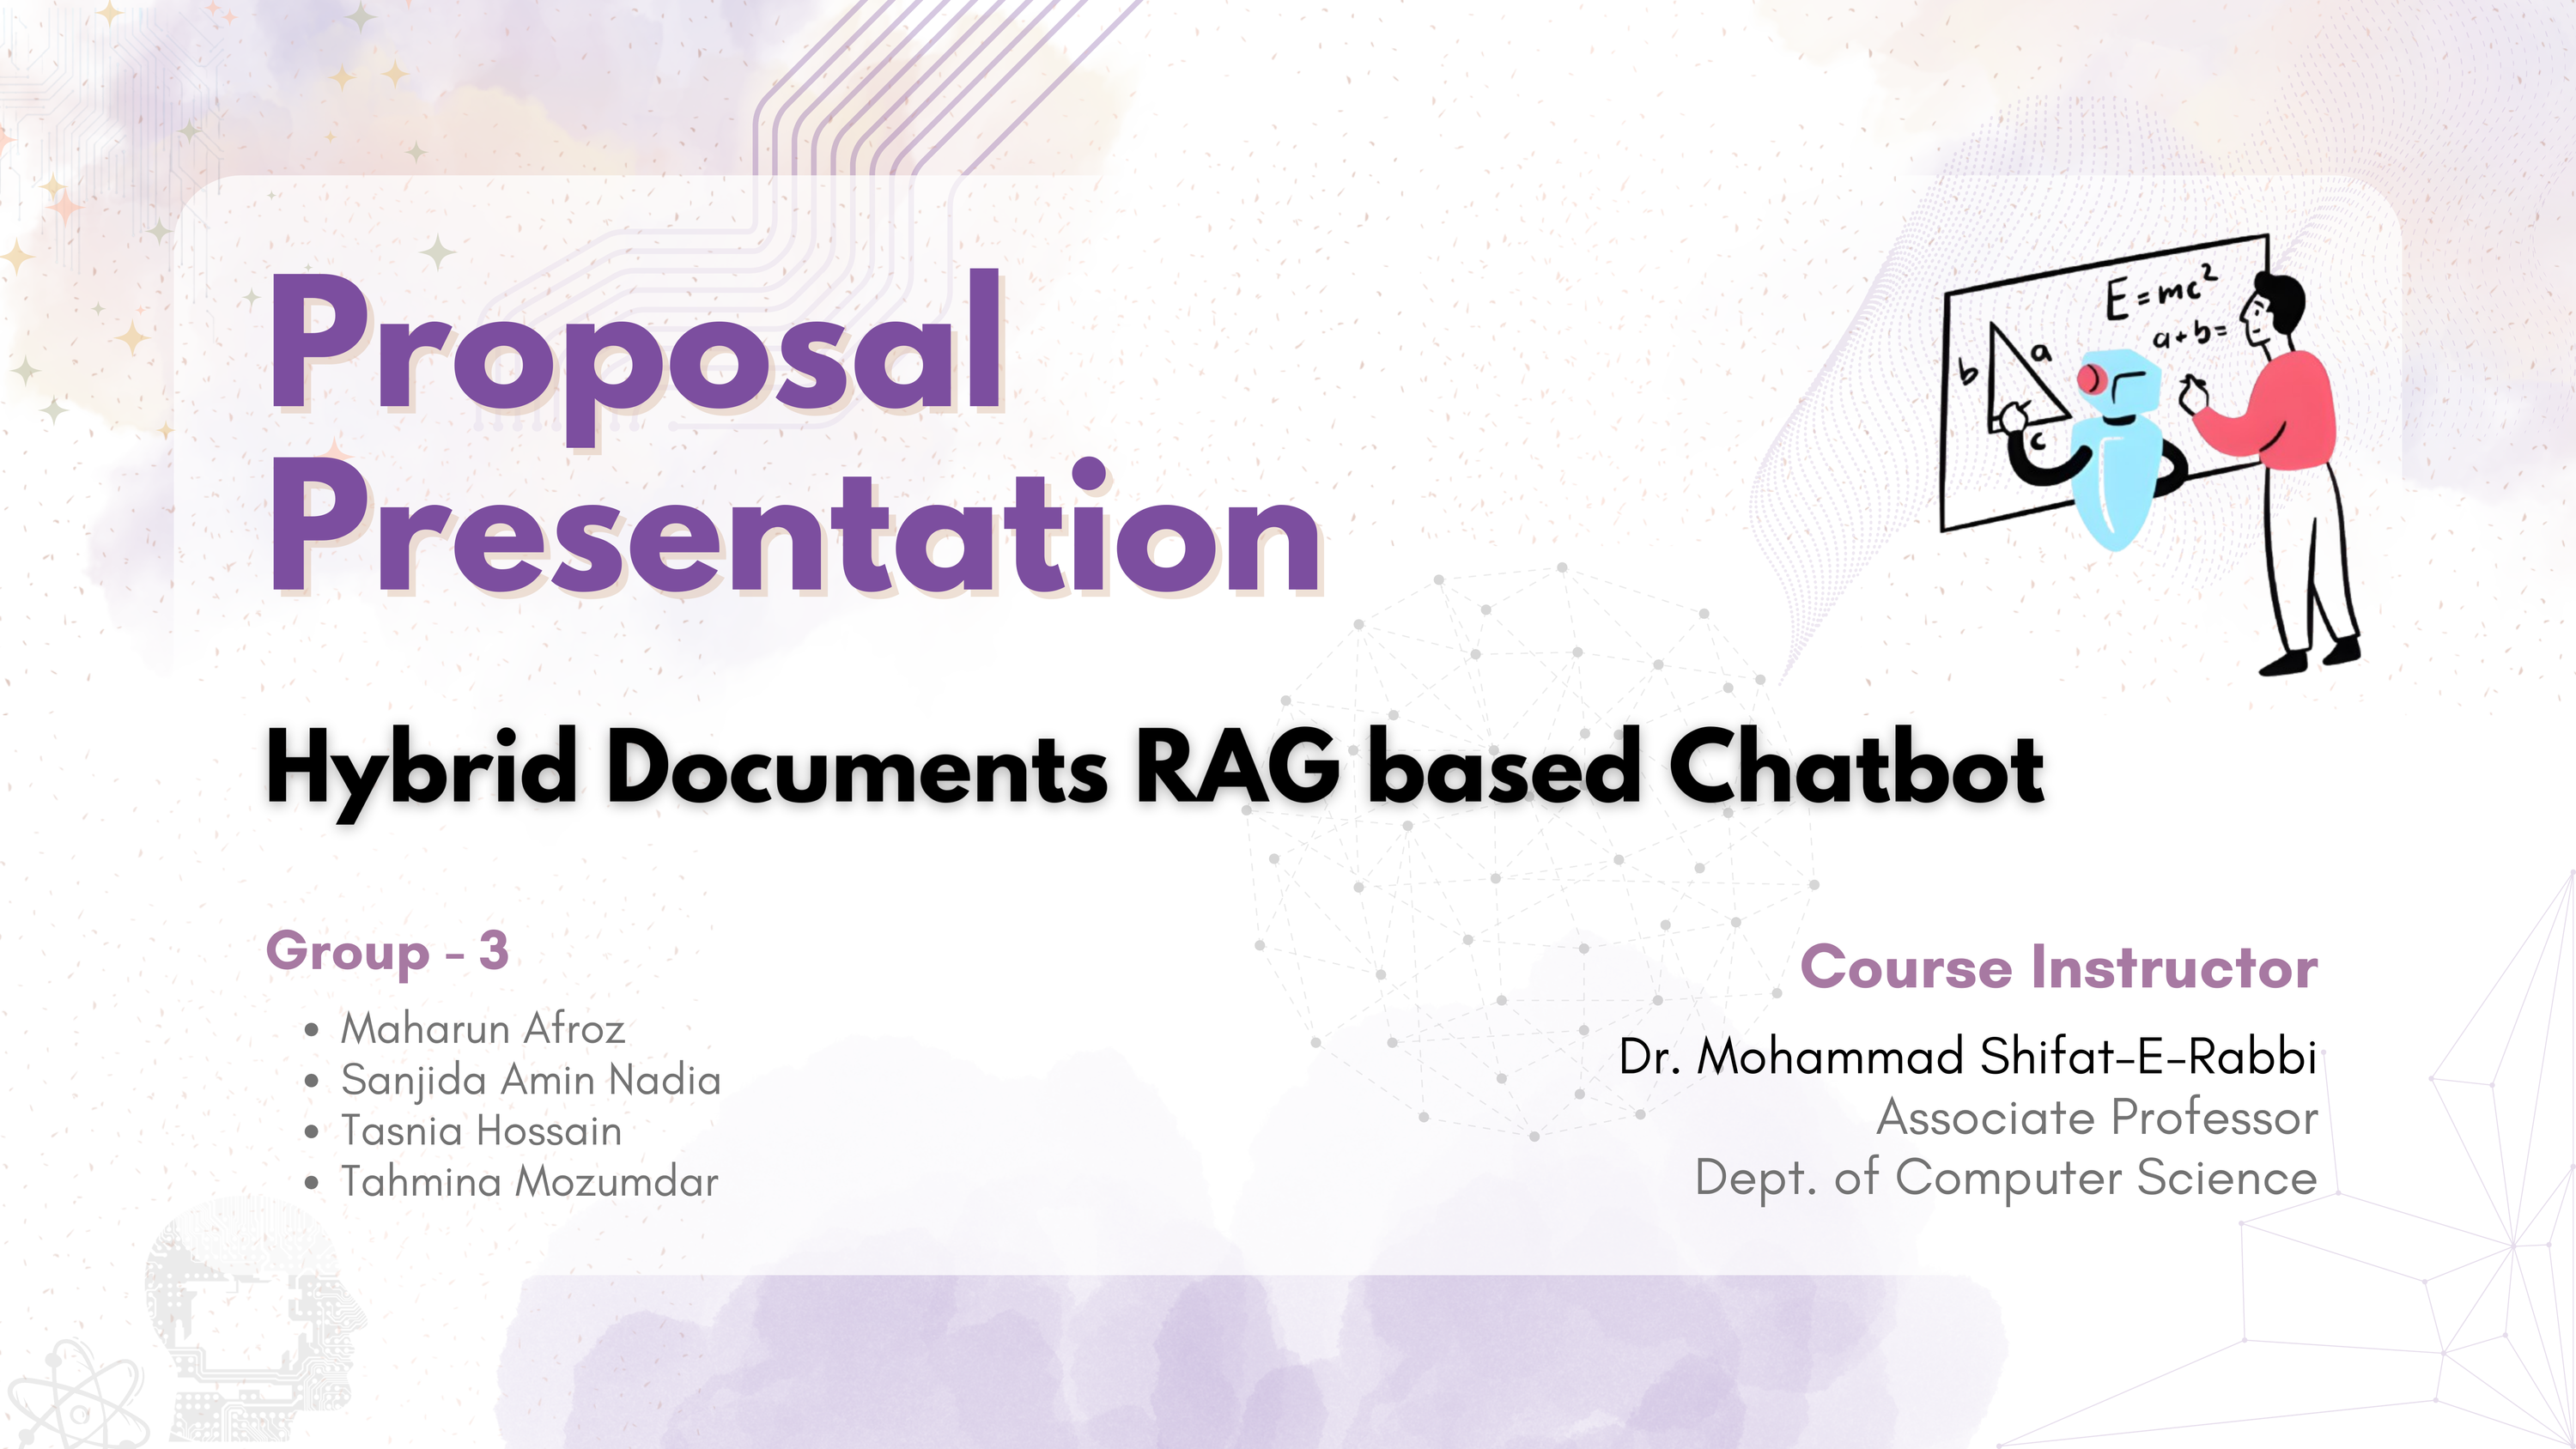 Proposal
Presentation
E=mc²
a+b=
b
a
c
Hybrid Documents RAG based Chatbot
Group - 3
• Maharun Afroz
• Sanjida Amin Nadia
• Tasnia Hossain
• Tahmina Mozumdar
Course Instructor
Dr. Mohammad Shifat-E-Rabbi
Associate Professor
Dept. of Computer Science